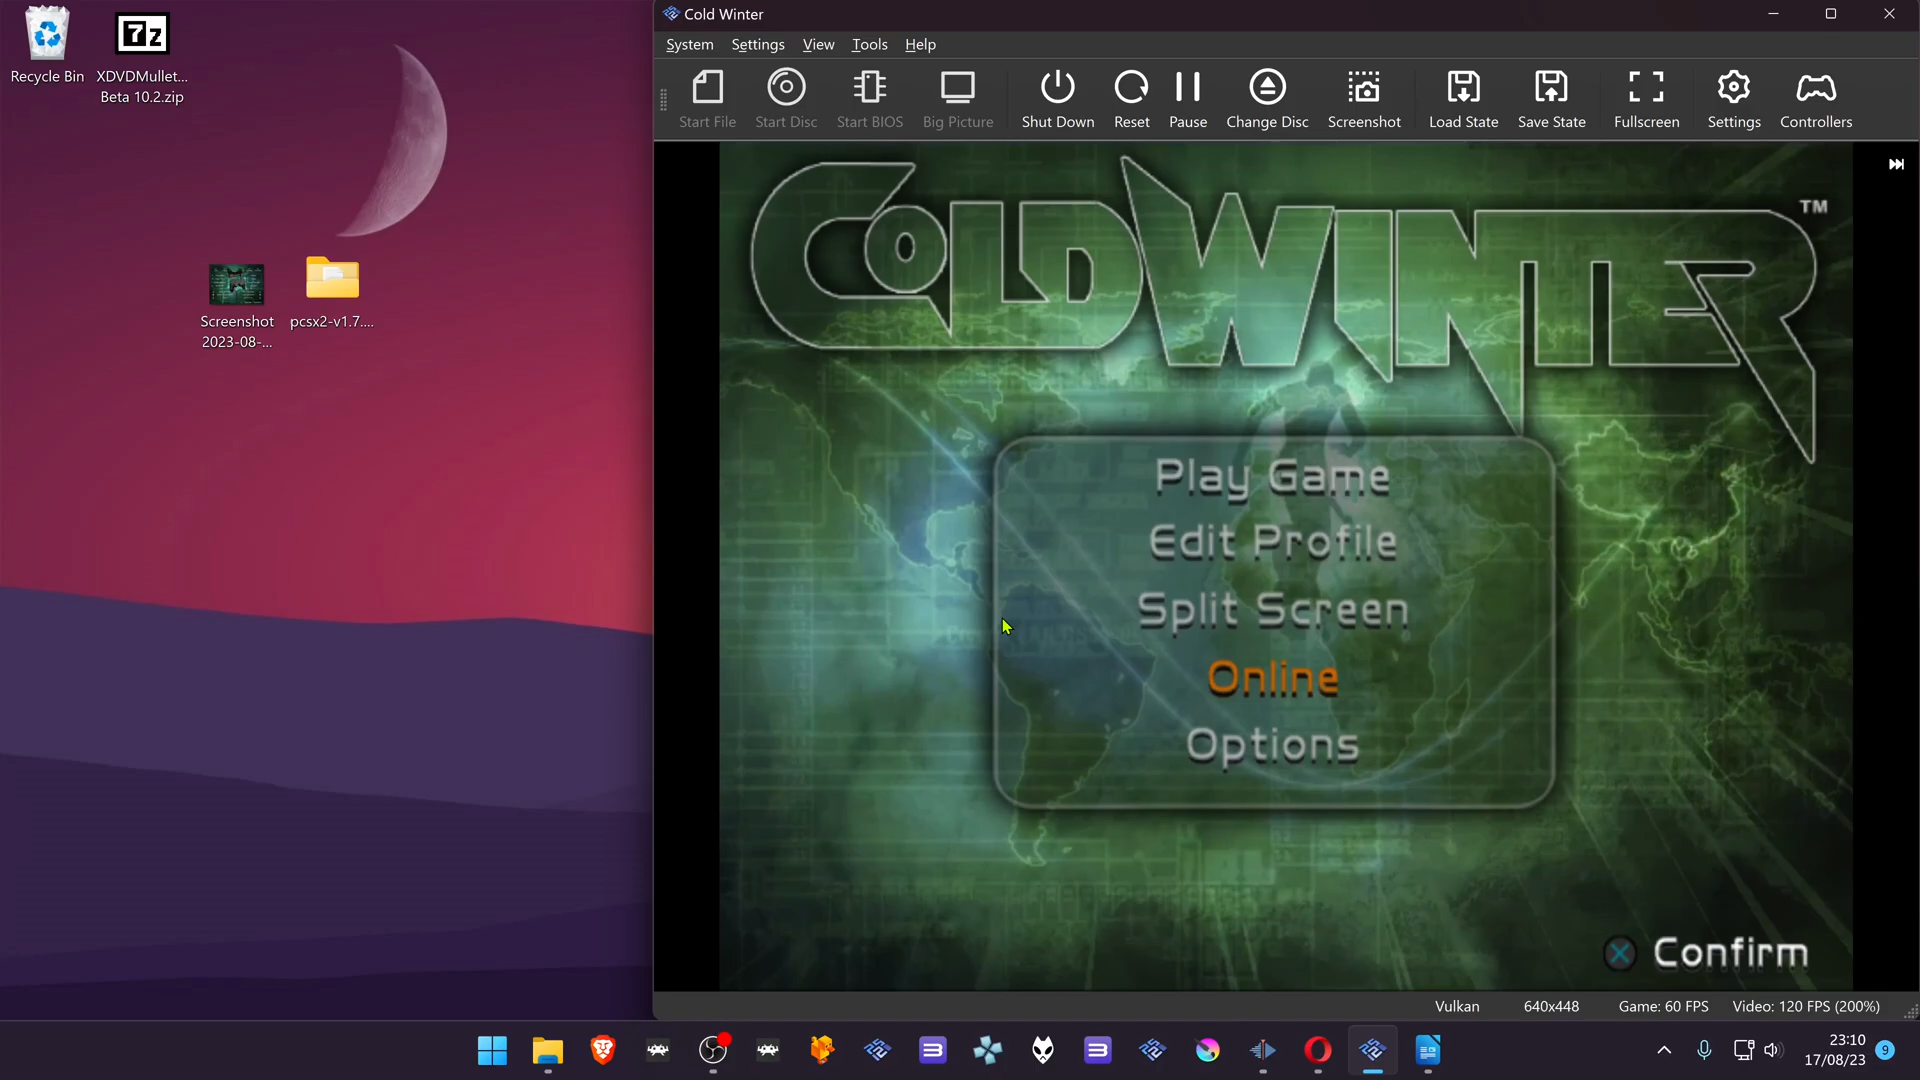 Recycle Bin
XDVDMullet...
Beta 10.2.zip
Screenshot
2023-08-...
pcsx2-v1.7....
Cold Winter
System Settings View Tools Help
Start File Start Disc Start BIOS Big Picture Shut Down Reset Pause Change Disc Screenshot Load State Save State Fullscreen Settings Controllers
COLD WINTER TM
Play Game
Edit Profile
Split Screen
Online
Options
Confirm
Vulkan 640x448 Game: 60 FPS Video: 120 FPS (200%)
23:10
17/08/23
9